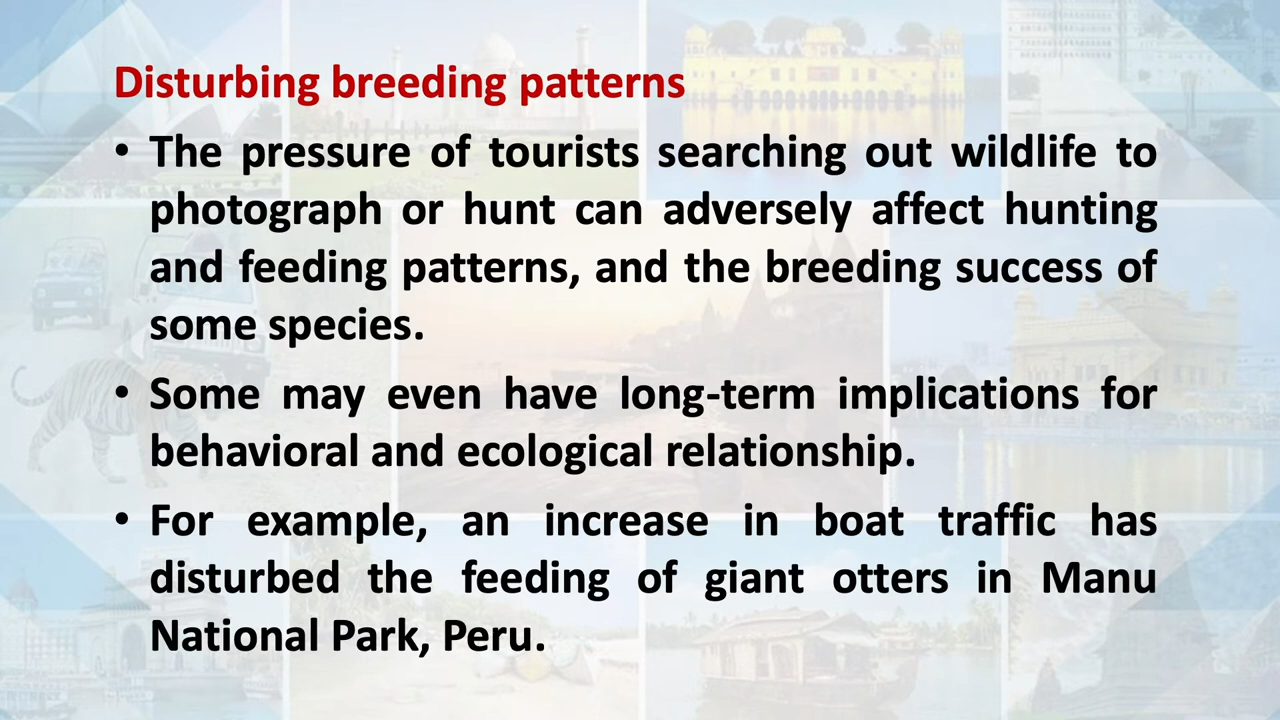 Disturbing breeding patterns
• The pressure of tourists searching out wildlife to
photograph or hunt can adversely affect hunting
and feeding patterns, and the breeding success of
some species.
• Some may even have long-term implications for
behavioral and ecological relationship.
• For example, an increase in boat traffic has
disturbed the feeding of giant otters in Manu
National Park, Peru.